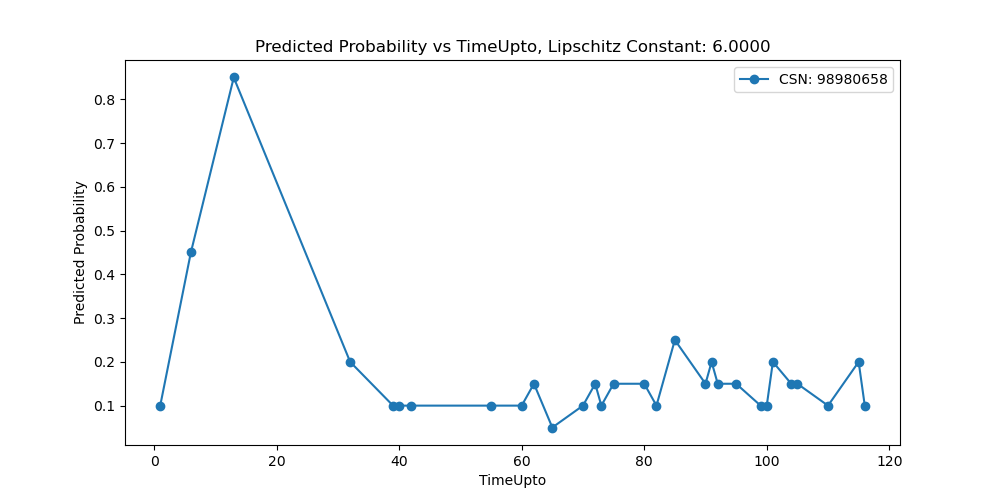 Predicted Probability vs TimeUpto, Lipschitz Constant: 6.0000
CSN: 98980658
Predicted Probability
0.8
0.7
0.6
0.5
0.4
0.3
0.2
0.1
0 20 40 60 80 100 120
TimeUpto